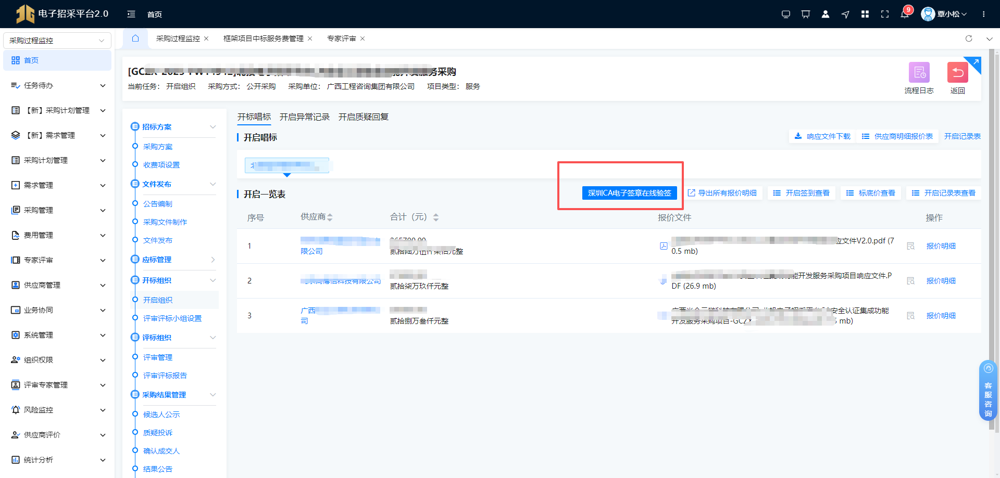 电子招采平台2.0
首页
9
覃小松
采购过程监控
采购过程监控
框架项目中标服务费管理
专家评审
首页
任务待办
【新】采购计划管理
【新】需求管理
采购计划管理
需求管理
采购管理
费用管理
专家评审
供应商管理
业务协同
系统管理
组织权限
评审专家管理
风险监控
供应商评价
统计分析
务采购
当前任务： 开启组织 采购方式： 公开采购 采购单位： 广西工程咨询集团有限公司 项目类型： 服务
流程日志
返回
招标方案
采购方案
收费项设置
文件发布
公告编制
采购文件制作
文件发布
应标管理
开标组织
开启组织
评审评标小组设置
评标组织
评审管理
评审评标报告
采购结果管理
候选人公示
质疑投诉
确认成交人
结果公告
开标唱标 开启异常记录 开启质疑回复
开启唱标
响应文件下载 供应商明细报价表 开启记录表
开启一览表
深圳CA电子签章在线验签 导出所有报价明细 开启签到查看 标底价查看 开启记录表查看
序号 供应商 合计（元） 报价文件 操作
1
限公司
元整
应文件V2.0.pdf (7
0.5 mb)
报价明细
2
科技有限公司
贰拾柒万玖仟元整
能开发服务采购项目响应文件.P
DF (26.9 mb)
报价明细
3
广西
司
贰拾捌万叁仟元整
安全认证集成功能
开发服务采购项目-GCZX
mb)
报价明细
客服咨询